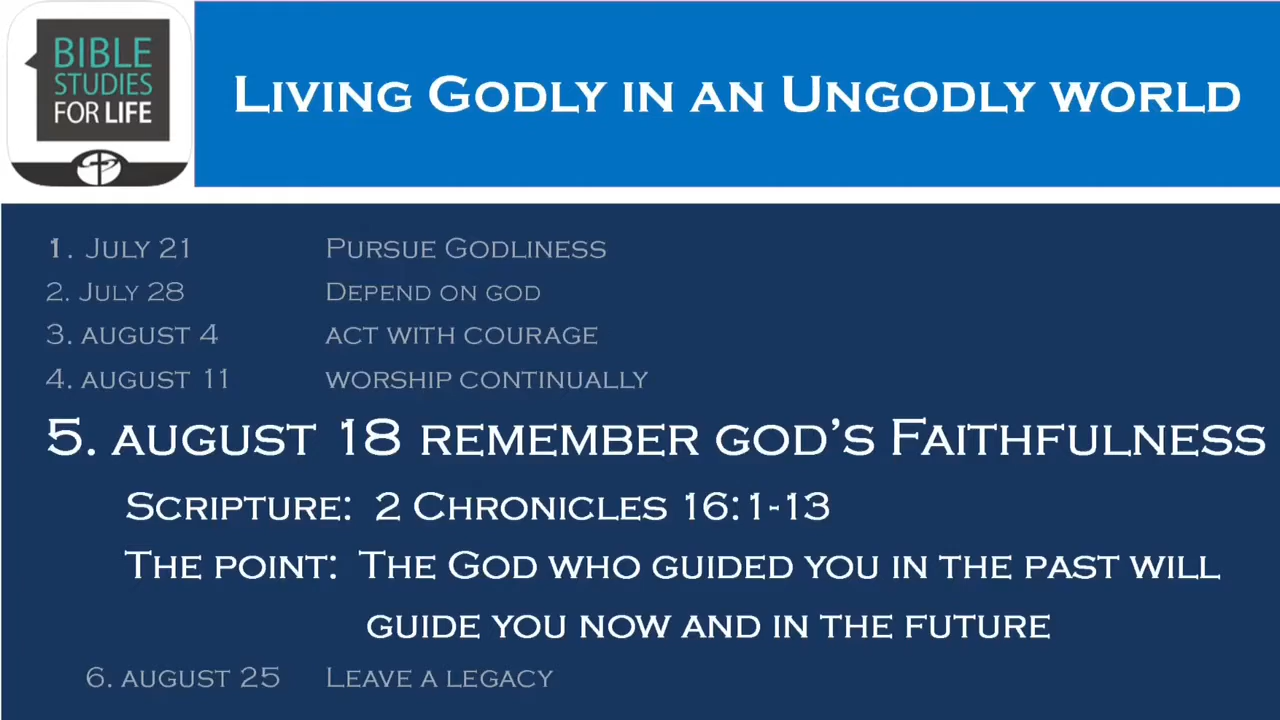 BIBLE
STUDIES
FOR LIFE
Living Godly in an Ungodly world
1. July 21 Pursue Godliness
2. July 28 Depend on god
3. august 4 act with courage
4. august 11 worship continually
5. august 18 remember god's Faithfulness
Scripture: 2 Chronicles 16:1-13
The point: The God who guided you in the past will
guide you now and in the future
6. august 25 Leave a legacy